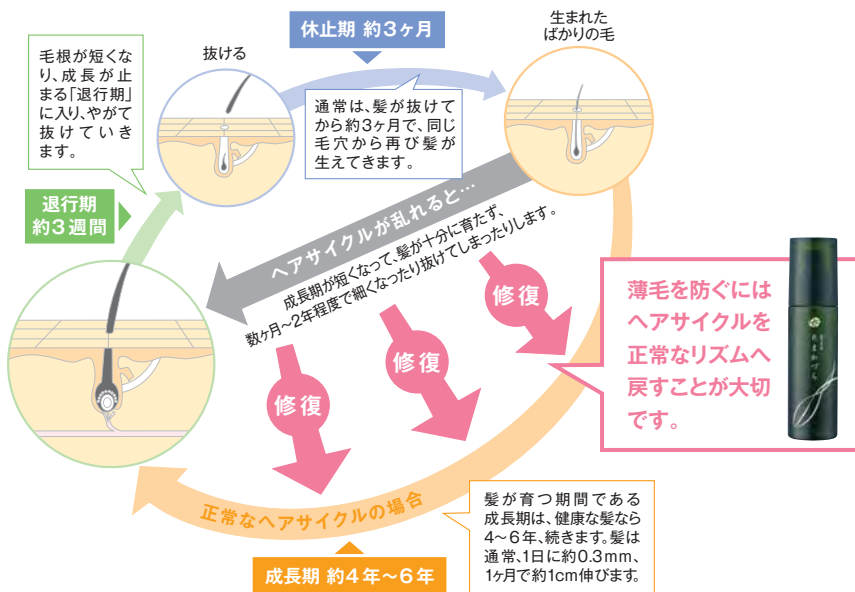 休止期 約3ヶ月
生まれた
ばかりの毛
抜ける
毛根が短くな
り、成長が止
まる「退行期」
に入り、やがて
抜けていき
ます。
通常は、髪が抜けて
から約3ヶ月で、同じ
毛穴から再び髪が
生えてきます。
退行期
約3週間
ヘアサイクルが乱れると…
成長期が短くなって、髪が十分に育たず、
数ヶ月〜2年程度で細くなったり抜けてしまったりします。
修復
修復
修復
薄毛を防ぐには
ヘアサイクルを
正常なリズムへ
戻すことが大切
です。
たまかづら
正常なヘアサイクルの場合
髪が育つ期間である
成長期は、健康な髪なら
4〜6年、続きます。髪は
通常、1日に約0.3mm、
1ヶ月で約1cm伸びます。
成長期 約4年〜6年